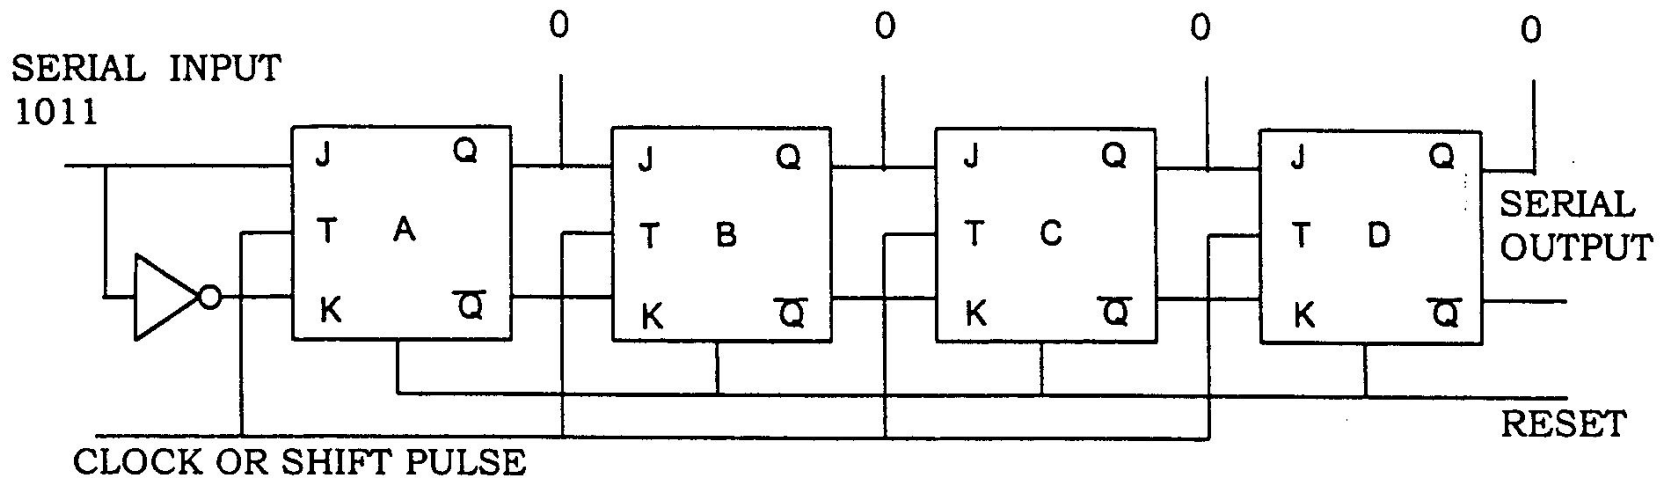 0 0 0 0
SERIAL INPUT
1011
J Q J Q J Q J Q
T A T B T C T D
K Q̅ K Q̅ K Q̅ K Q̅
SERIAL
OUTPUT
RESET
CLOCK OR SHIFT PULSE